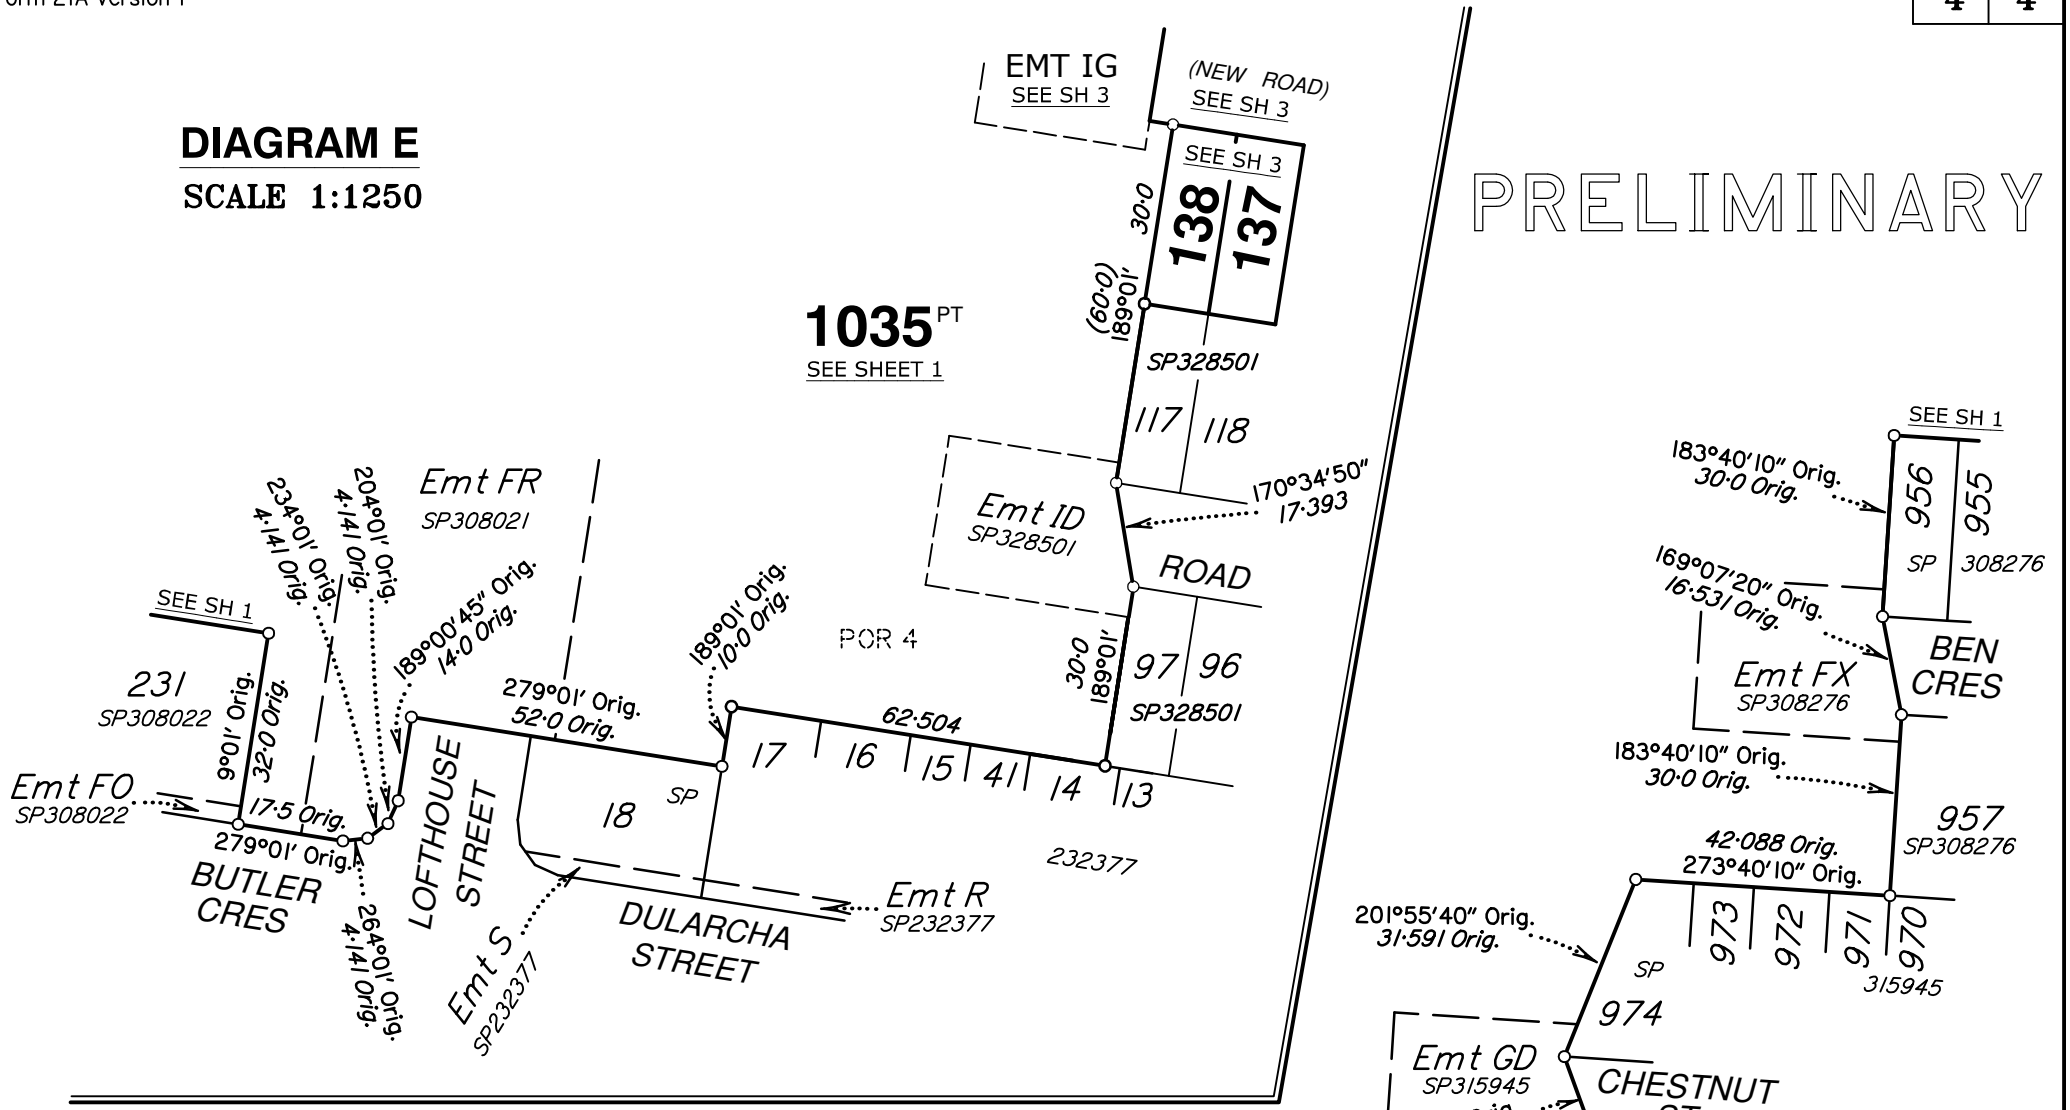 4 4
DIAGRAM E
SCALE 1:1250
EMT IG
SEE SH 3
(NEW ROAD)
SEE SH 3
SEE SH 3
138
137
30·0
(60·0)
189°01'
PRELIMINARY
1035 PT
SEE SHEET 1
SP328501
117
118
Emt ID
SP328501
170°34'50"
17·393
ROAD
30·0
189°01'
97
96
SP328501
Emt FR
SP308021
234°01' Orig.
4·141 Orig.
204°01' Orig.
4·141 Orig.
189°00'45" Orig.
14·0 Orig.
SEE SH 1
231
SP308022
9°01' Orig.
32·0 Orig.
Emt FO
SP308022
17·5 Orig.
279°01' Orig.
BUTLER
CRES
264°01' Orig.
4·141 Orig.
LOFTHOUSE
STREET
279°01' Orig.
52·0 Orig.
189°01' Orig.
10·0 Orig.
POR 4
62·504
17
16
15
41
14
13
18
SP
232377
Emt R
SP232377
Emt S
SP232377
DULARCHA
STREET
SEE SH 1
183°40'10" Orig.
30·0 Orig.
956
955
SP 308276
169°07'20" Orig.
16·531 Orig.
BEN
CRES
Emt FX
SP308276
183°40'10" Orig.
30·0 Orig.
957
SP308276
42·088 Orig.
273°40'10" Orig.
201°55'40" Orig.
31·591 Orig.
973
972
971
970
SP
315945
974
Emt GD
SP315945
CHESTNUT